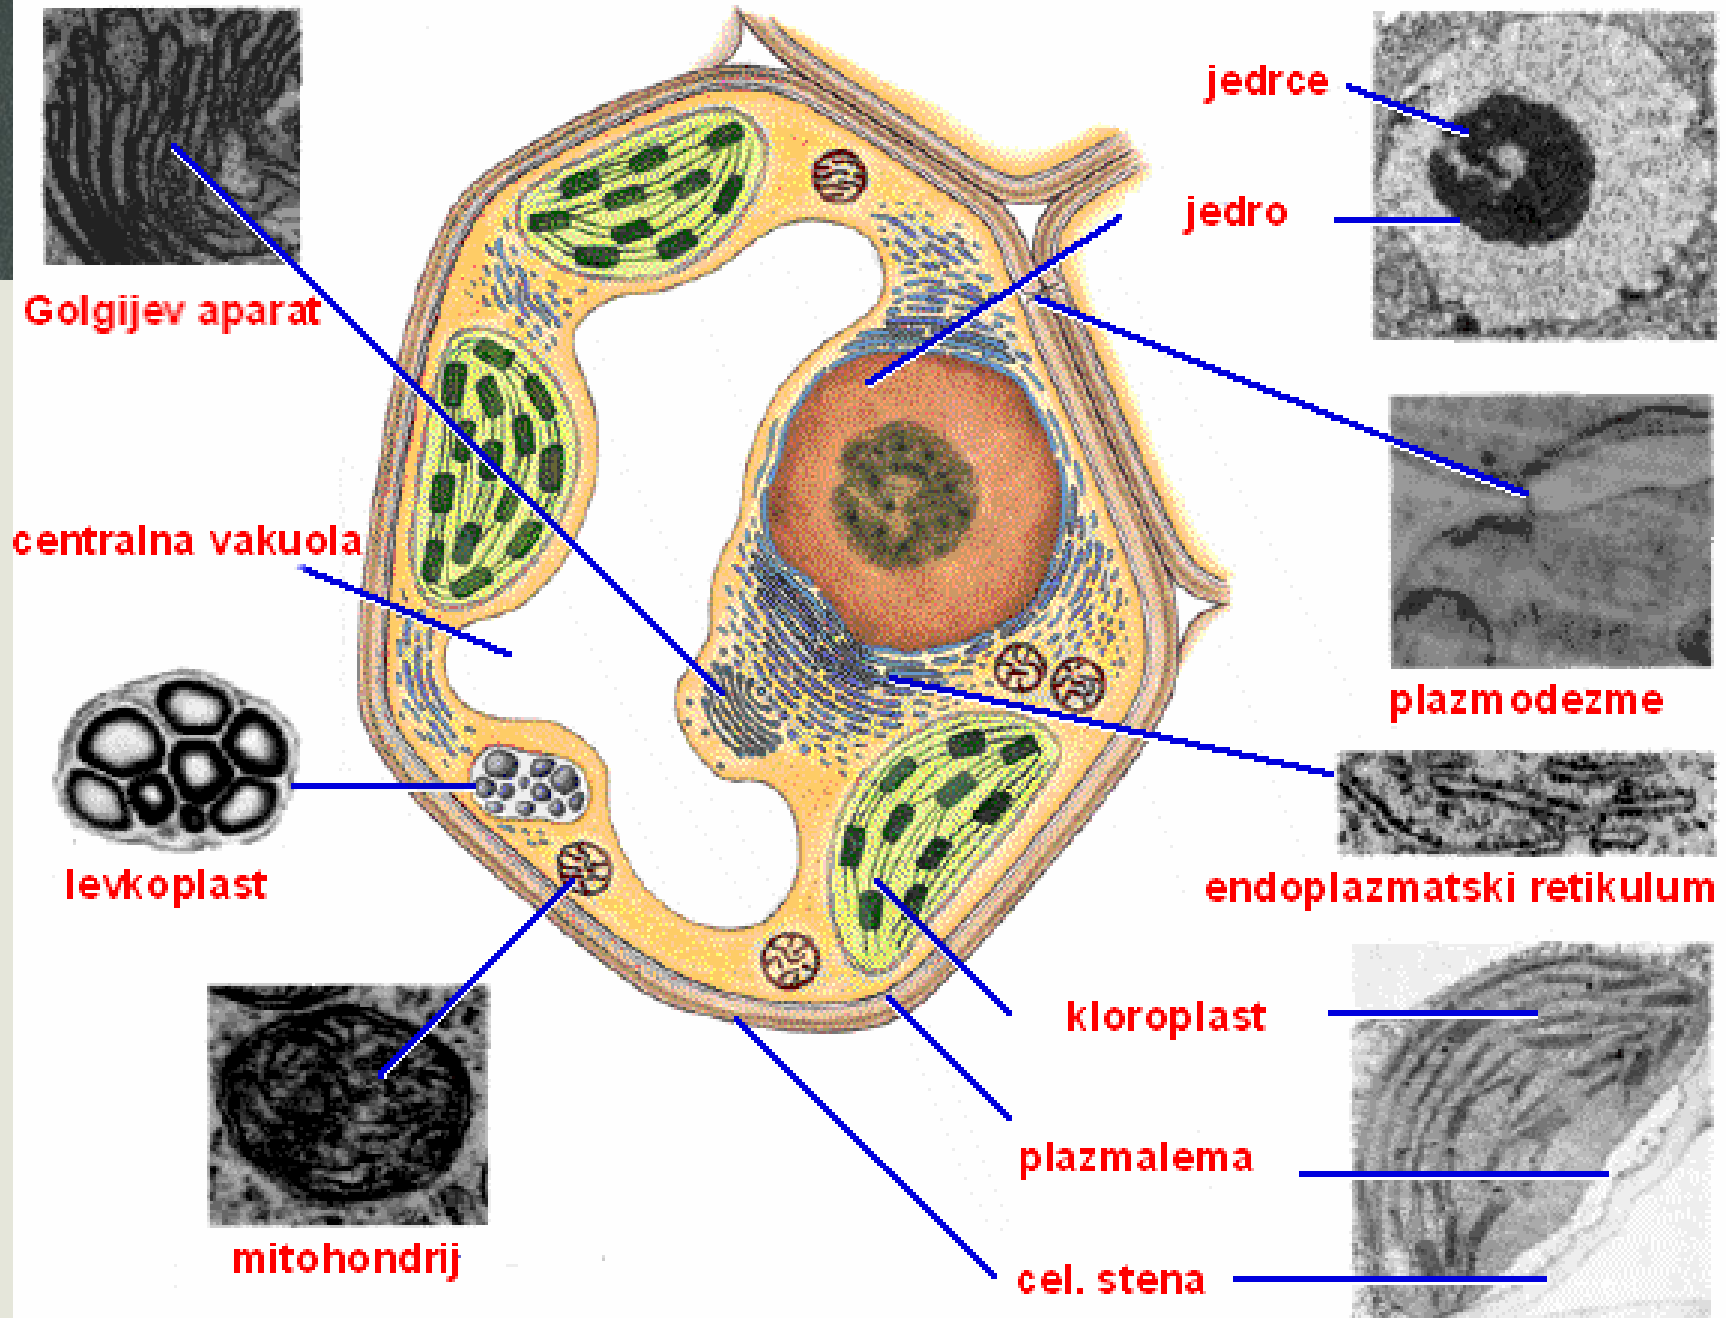 jedrce
jedro
Golgijev aparat
centralna vakuola
plazmodezme
levkoplast
endoplazmatski retikulum
kloroplast
plazmalema
mitohondrij
cel. stena